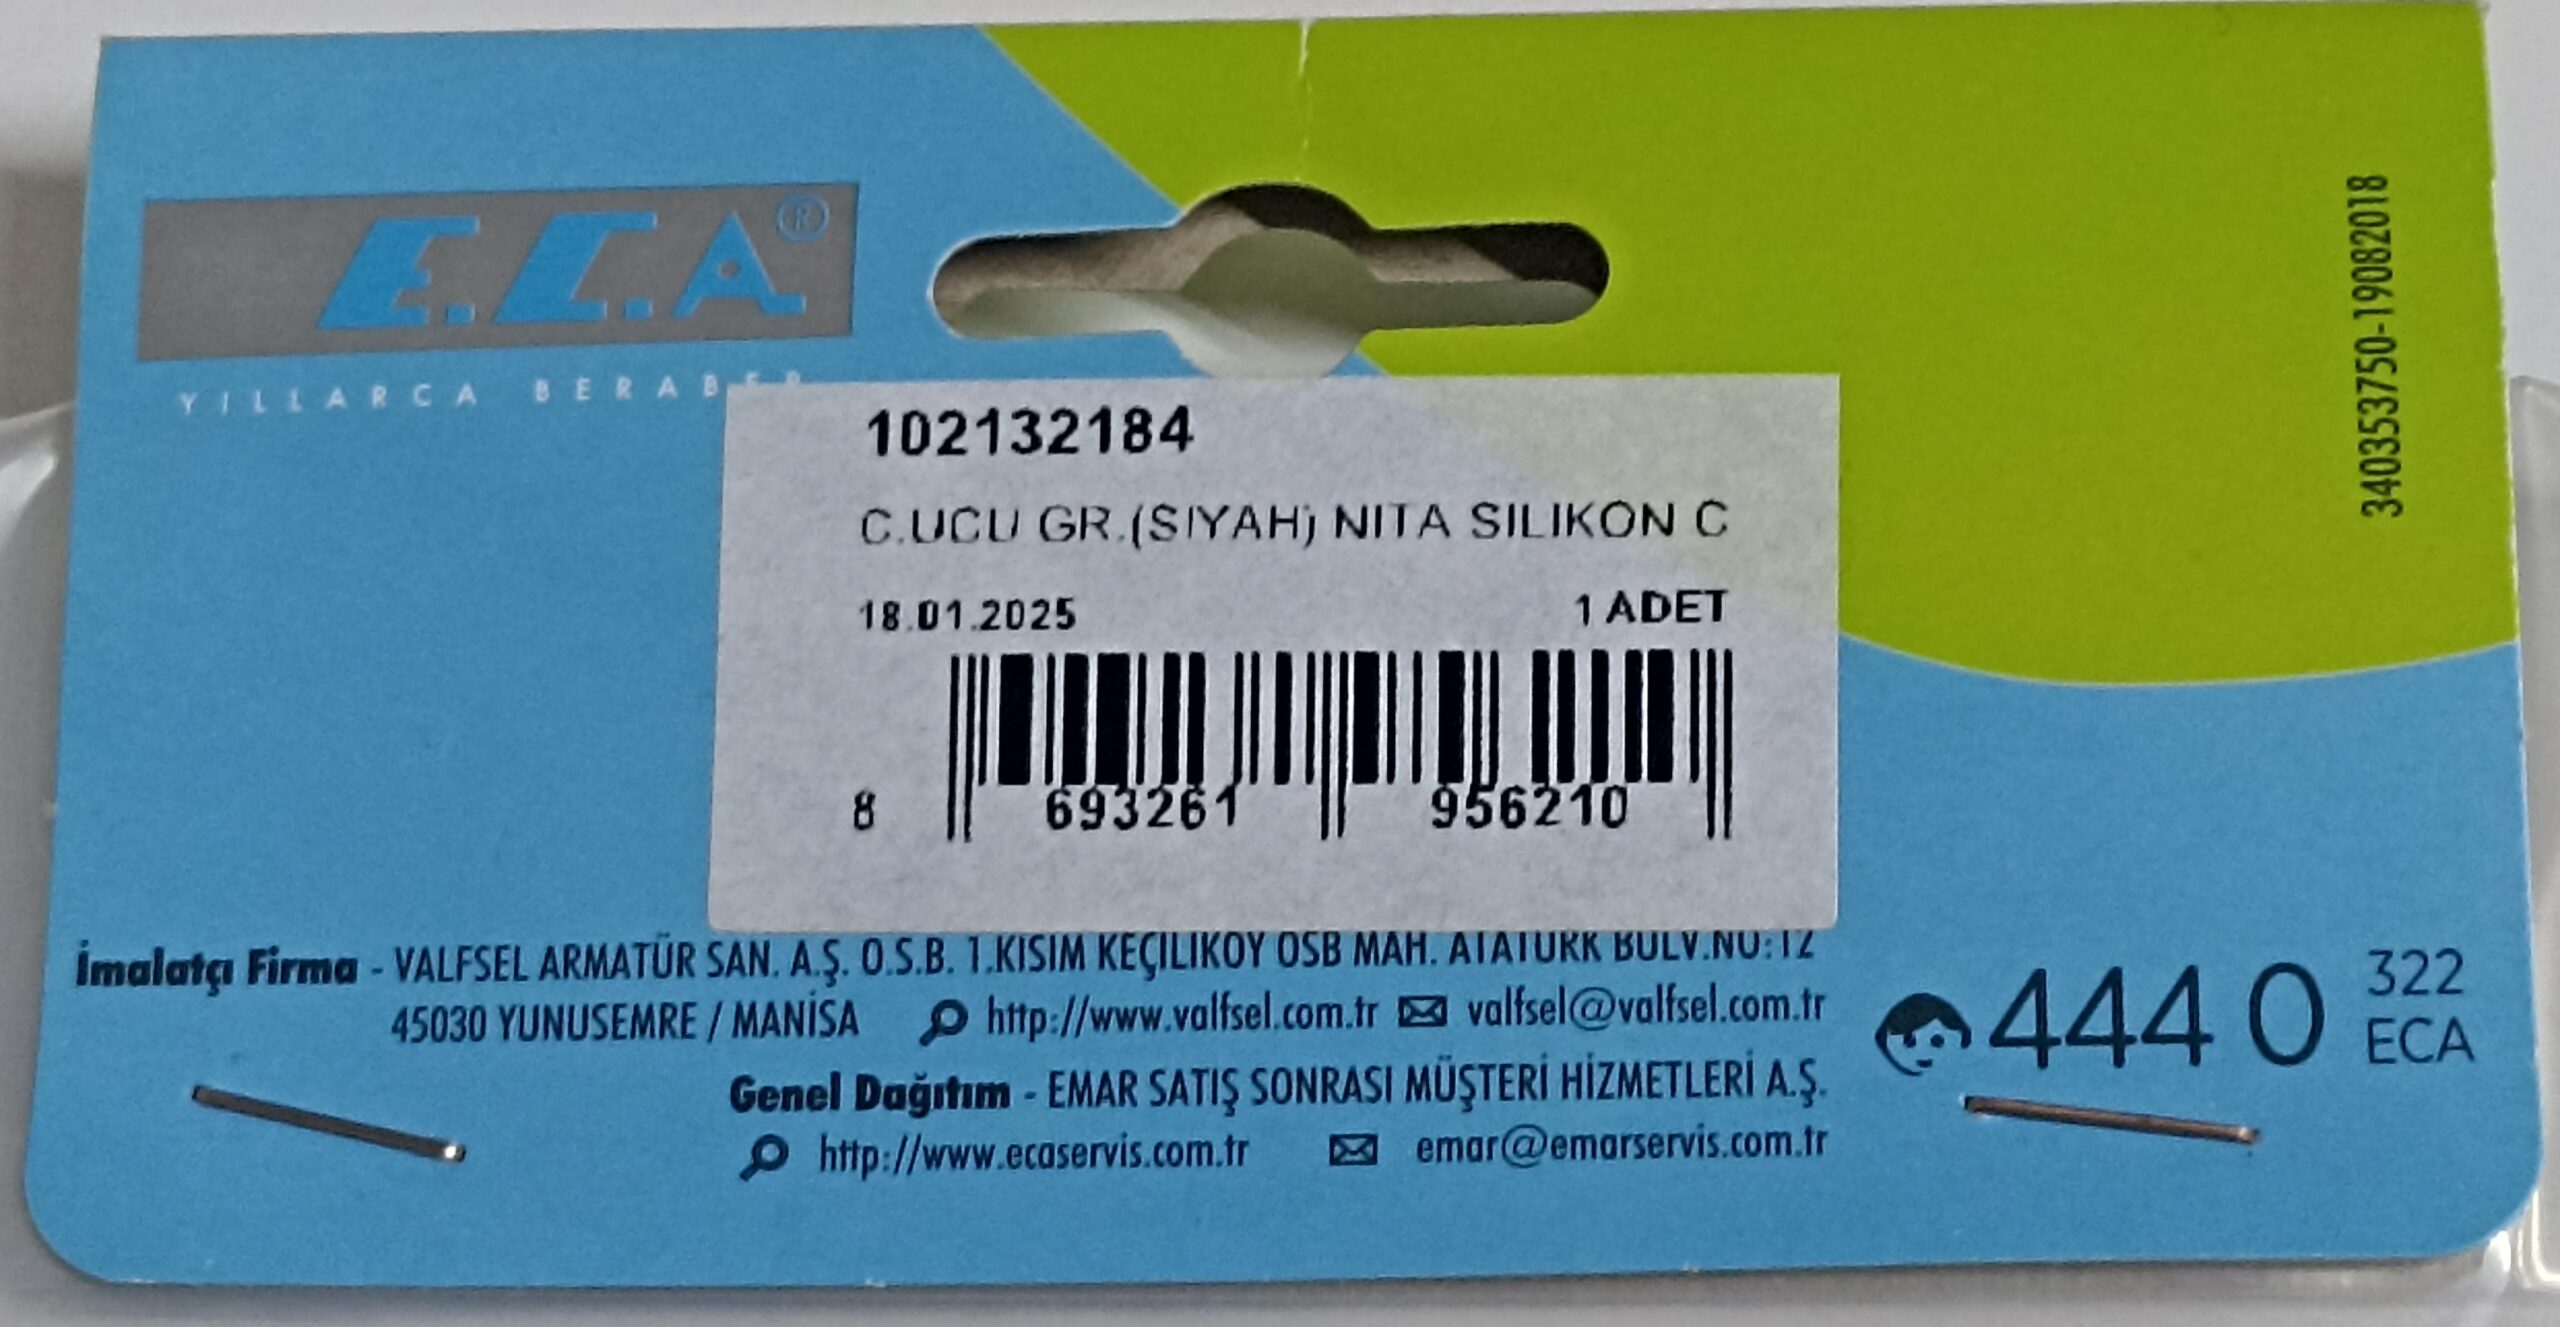 E.C.A.®
YILLARCA BERABER
340353750-19082018
102132184
C.UCU GR.(SIYAH) NITA SILIKON C
18.01.2025 1 ADET
8 693261 956210
İmalatçı Firma - VALFSEL ARMATÜR SAN. A.Ş. O.S.B. 1.KISIM KEÇİLİKÖY OSB MAH. ATATÜRK BULV.NO:12
45030 YUNUSEMRE / MANİSA http://www.valfsel.com.tr valfsel@valfsel.com.tr
Genel Dağıtım - EMAR SATIŞ SONRASI MÜŞTERİ HİZMETLERİ A.Ş.
http://www.ecaservis.com.tr emar@emarservis.com.tr
444 0 322
ECA